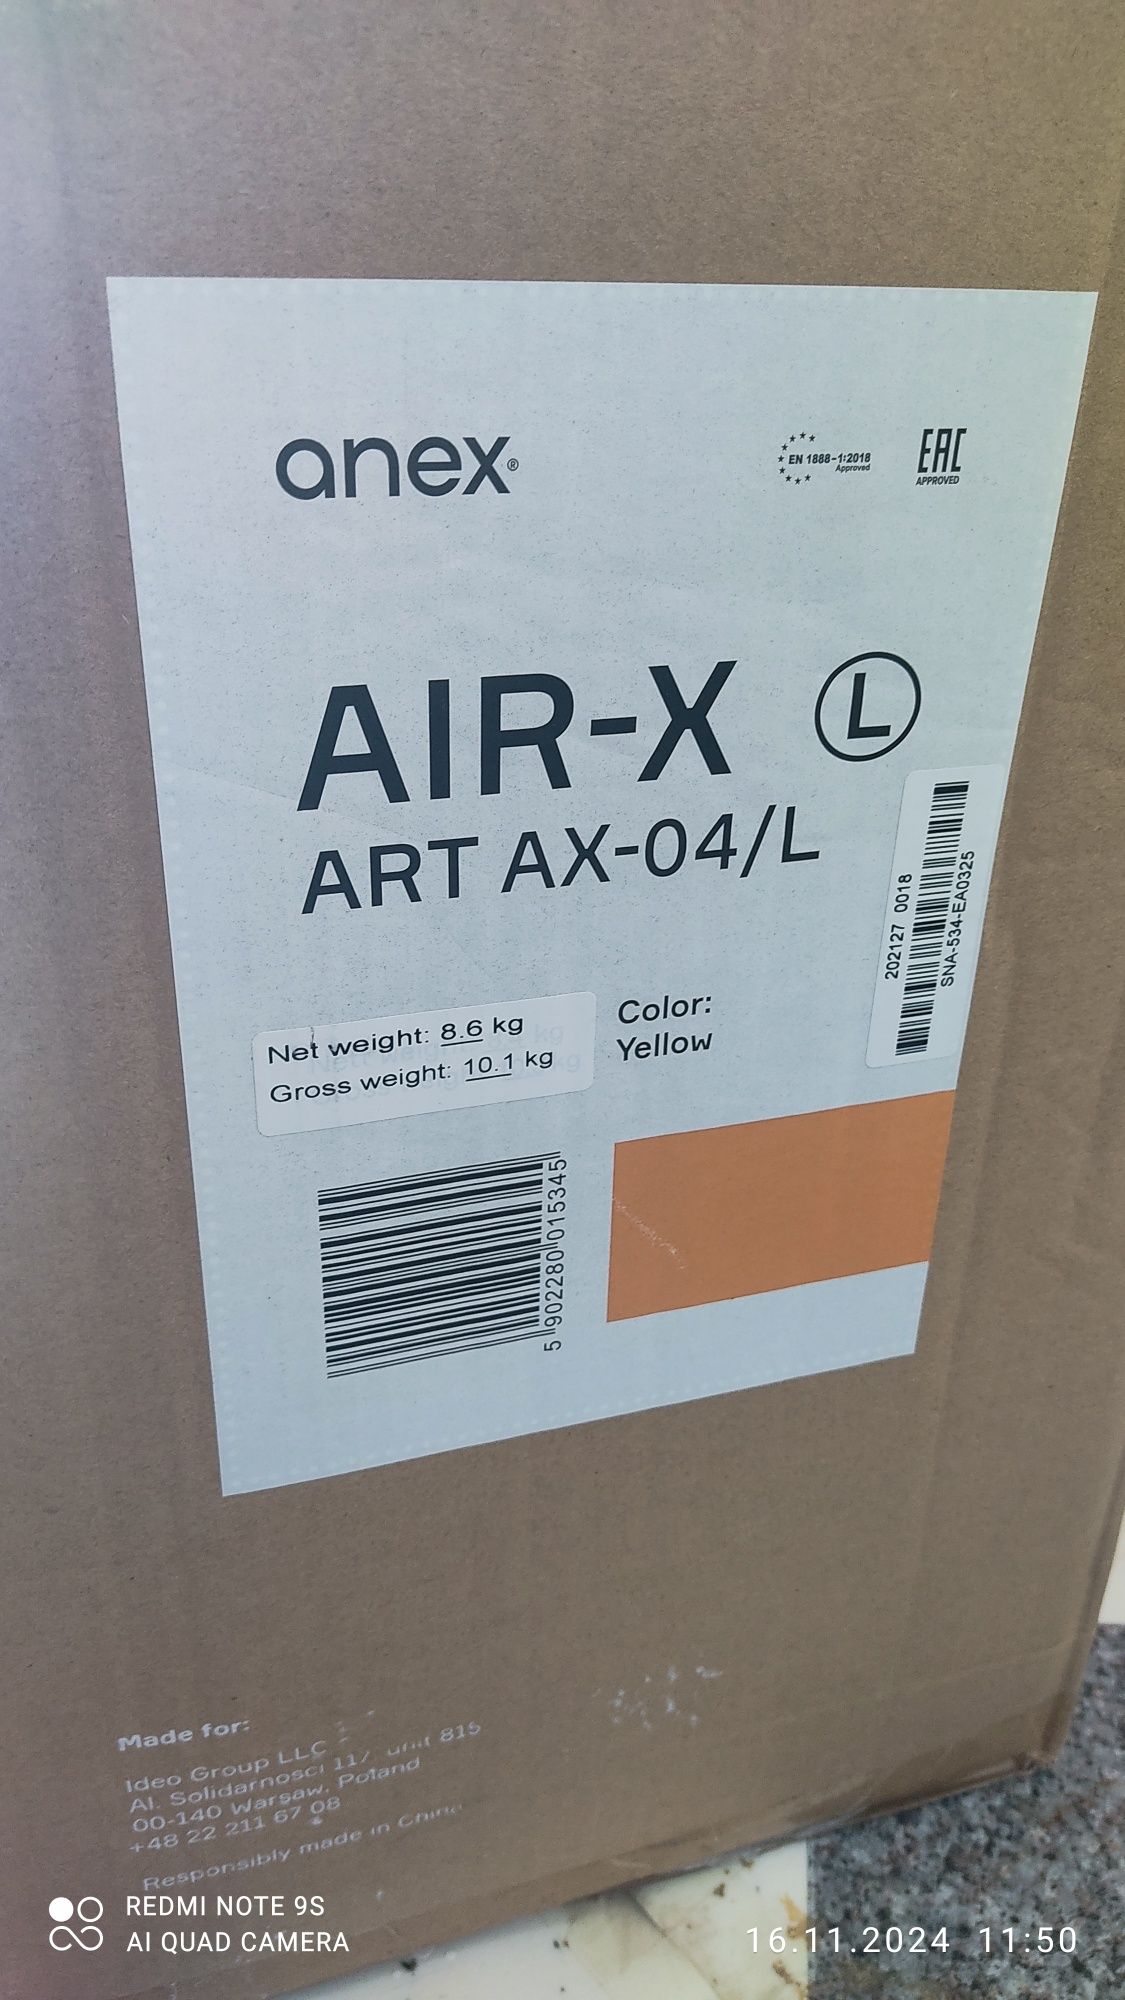 anex®
EN 1888-1:2018
Approved
EAC
APPROVED
AIR-X L
ART AX-04/L
202127 0018
SNA-534-EA0325
Net weight: 8.6 kg
Gross weight: 10.1 kg
Color:
Yellow
5 902280 015345
Made for:
Ideo Group LLC
Al. Solidarnosci 117 unit 815
00-140 Warsaw, Poland
+48 22 211 67 08
Responsibly made in China
REDMI NOTE 9S
AI QUAD CAMERA
16.11.2024 11:50